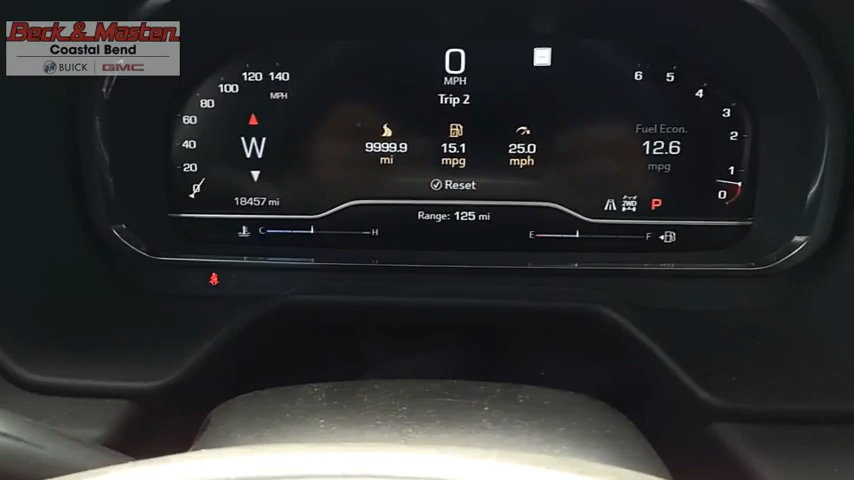 Beck & Masten
Coastal Bend
BUICK | GMC
0
MPH
Trip 2
9999.9
mi
15.1
mpg
25.0
mph
Reset
0
20
40
60
80
100
120
140
MPH
W
18457 mi
6
5
4
3
2
1
0
Fuel Econ.
12.6
mpg
2WD
P
Range: 125 mi
C
H
E
F